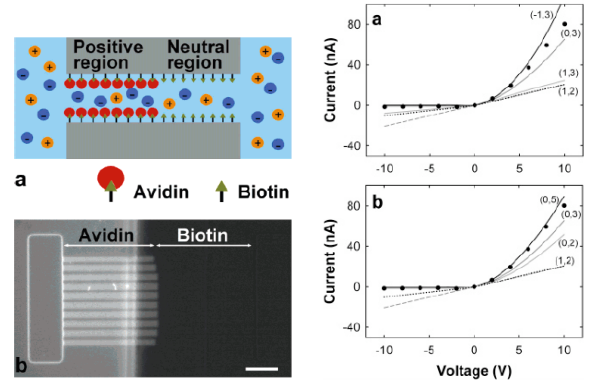 Positive region
Neutral region
a
Avidin
Biotin
Avidin
Biotin
b
a
Current (nA)
80
40
0
-40
-10
-5
0
5
10
(-1,3)
(0,3)
(1,3)
(1,2)
b
Current (nA)
80
40
0
-40
-10
-5
0
5
10
(0,5)
(0,3)
(0,2)
(1,2)
Voltage (V)